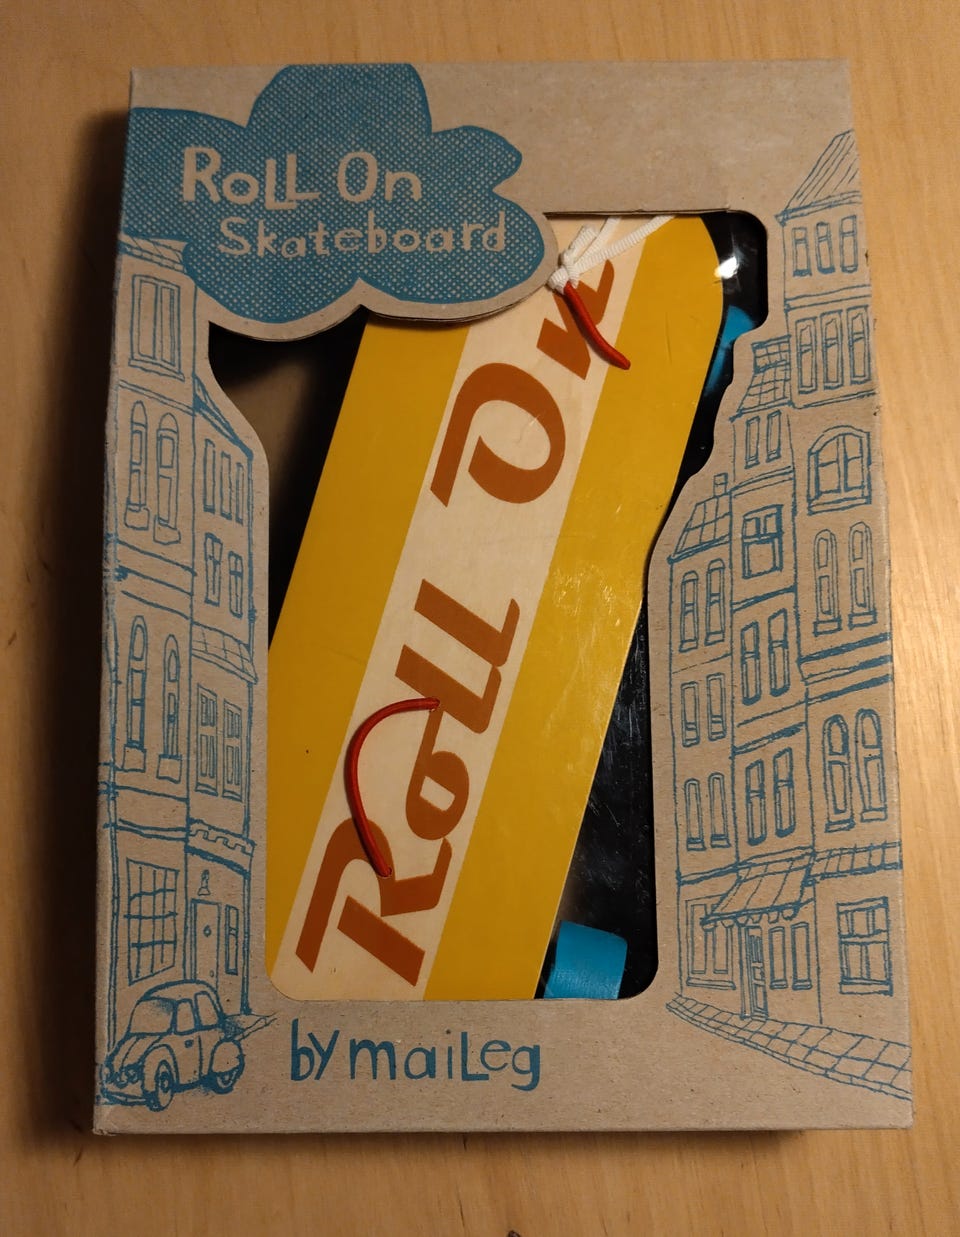 Roll On
Skateboard
Roll On
by maileg